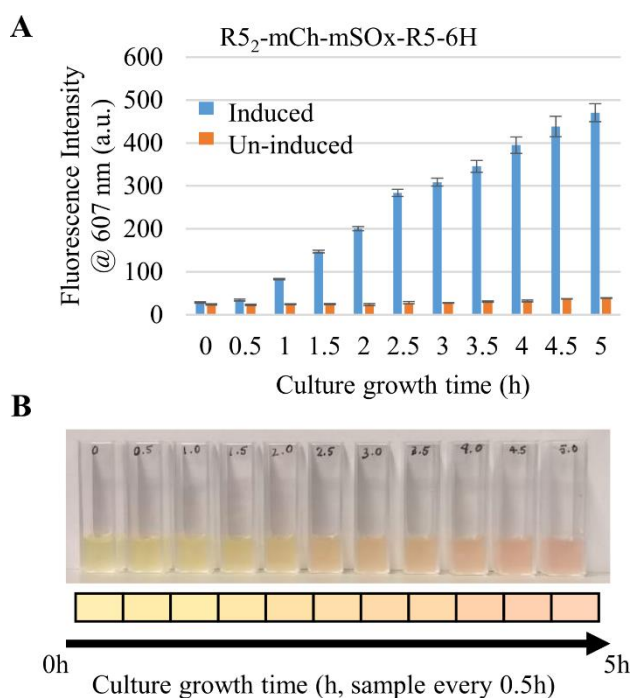 A
R5₂-mCh-mSOx-R5-6H
Fluorescence Intensity
@ 607 nm (a.u.)
600
500
400
300
200
100
0
Induced
Un-induced
0 0.5 1 1.5 2 2.5 3 3.5 4 4.5 5
Culture growth time (h)
B
0 0.5 1.0 1.5 2.0 2.5 3.0 3.5 4.0 4.5 5.0
0h 5h
Culture growth time (h, sample every 0.5h)